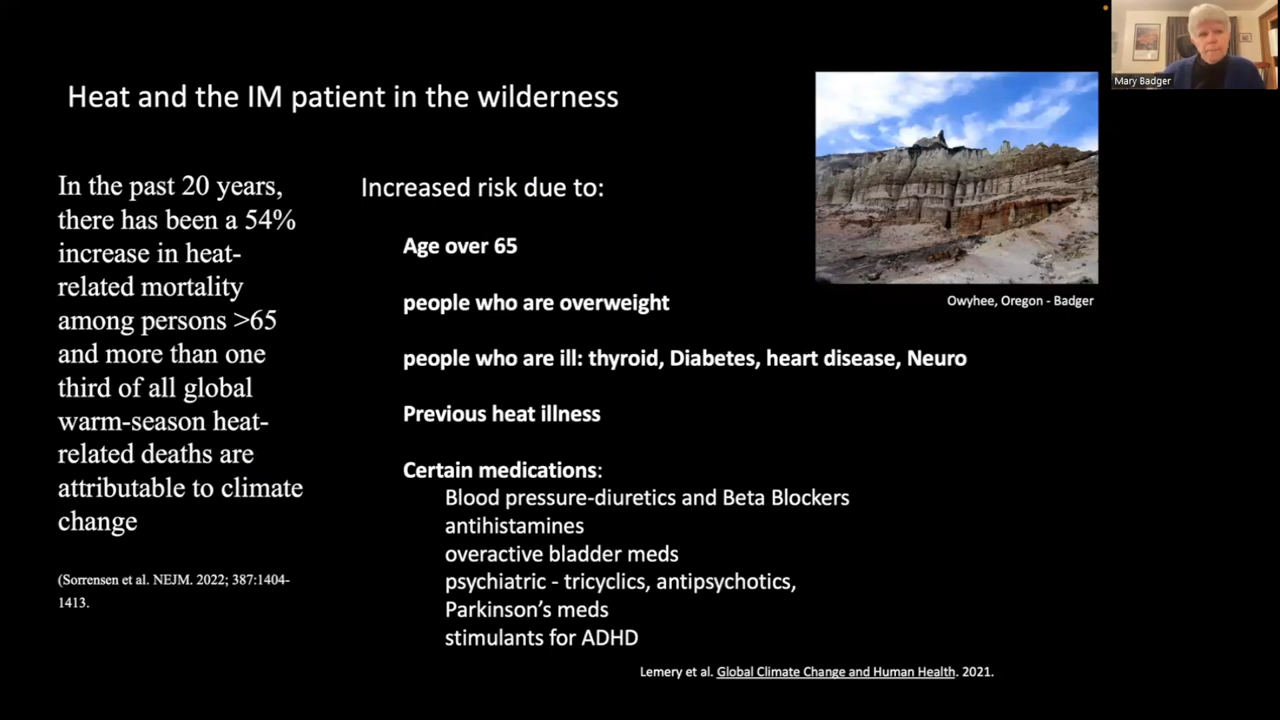 Mary Badger
Heat and the IM patient in the wilderness
In the past 20 years,
there has been a 54%
increase in heat-
related mortality
among persons >65
and more than one
third of all global
warm-season heat-
related deaths are
attributable to climate
change
(Sorrensen et al. NEJM. 2022; 387:1404-
1413.
Increased risk due to:
Age over 65
people who are overweight
people who are ill: thyroid, Diabetes, heart disease, Neuro
Previous heat illness
Certain medications:
Blood pressure-diuretics and Beta Blockers
antihistamines
overactive bladder meds
psychiatric - tricyclics, antipsychotics,
Parkinson's meds
stimulants for ADHD
Owyhee, Oregon - Badger
Lemery et al. Global Climate Change and Human Health. 2021.